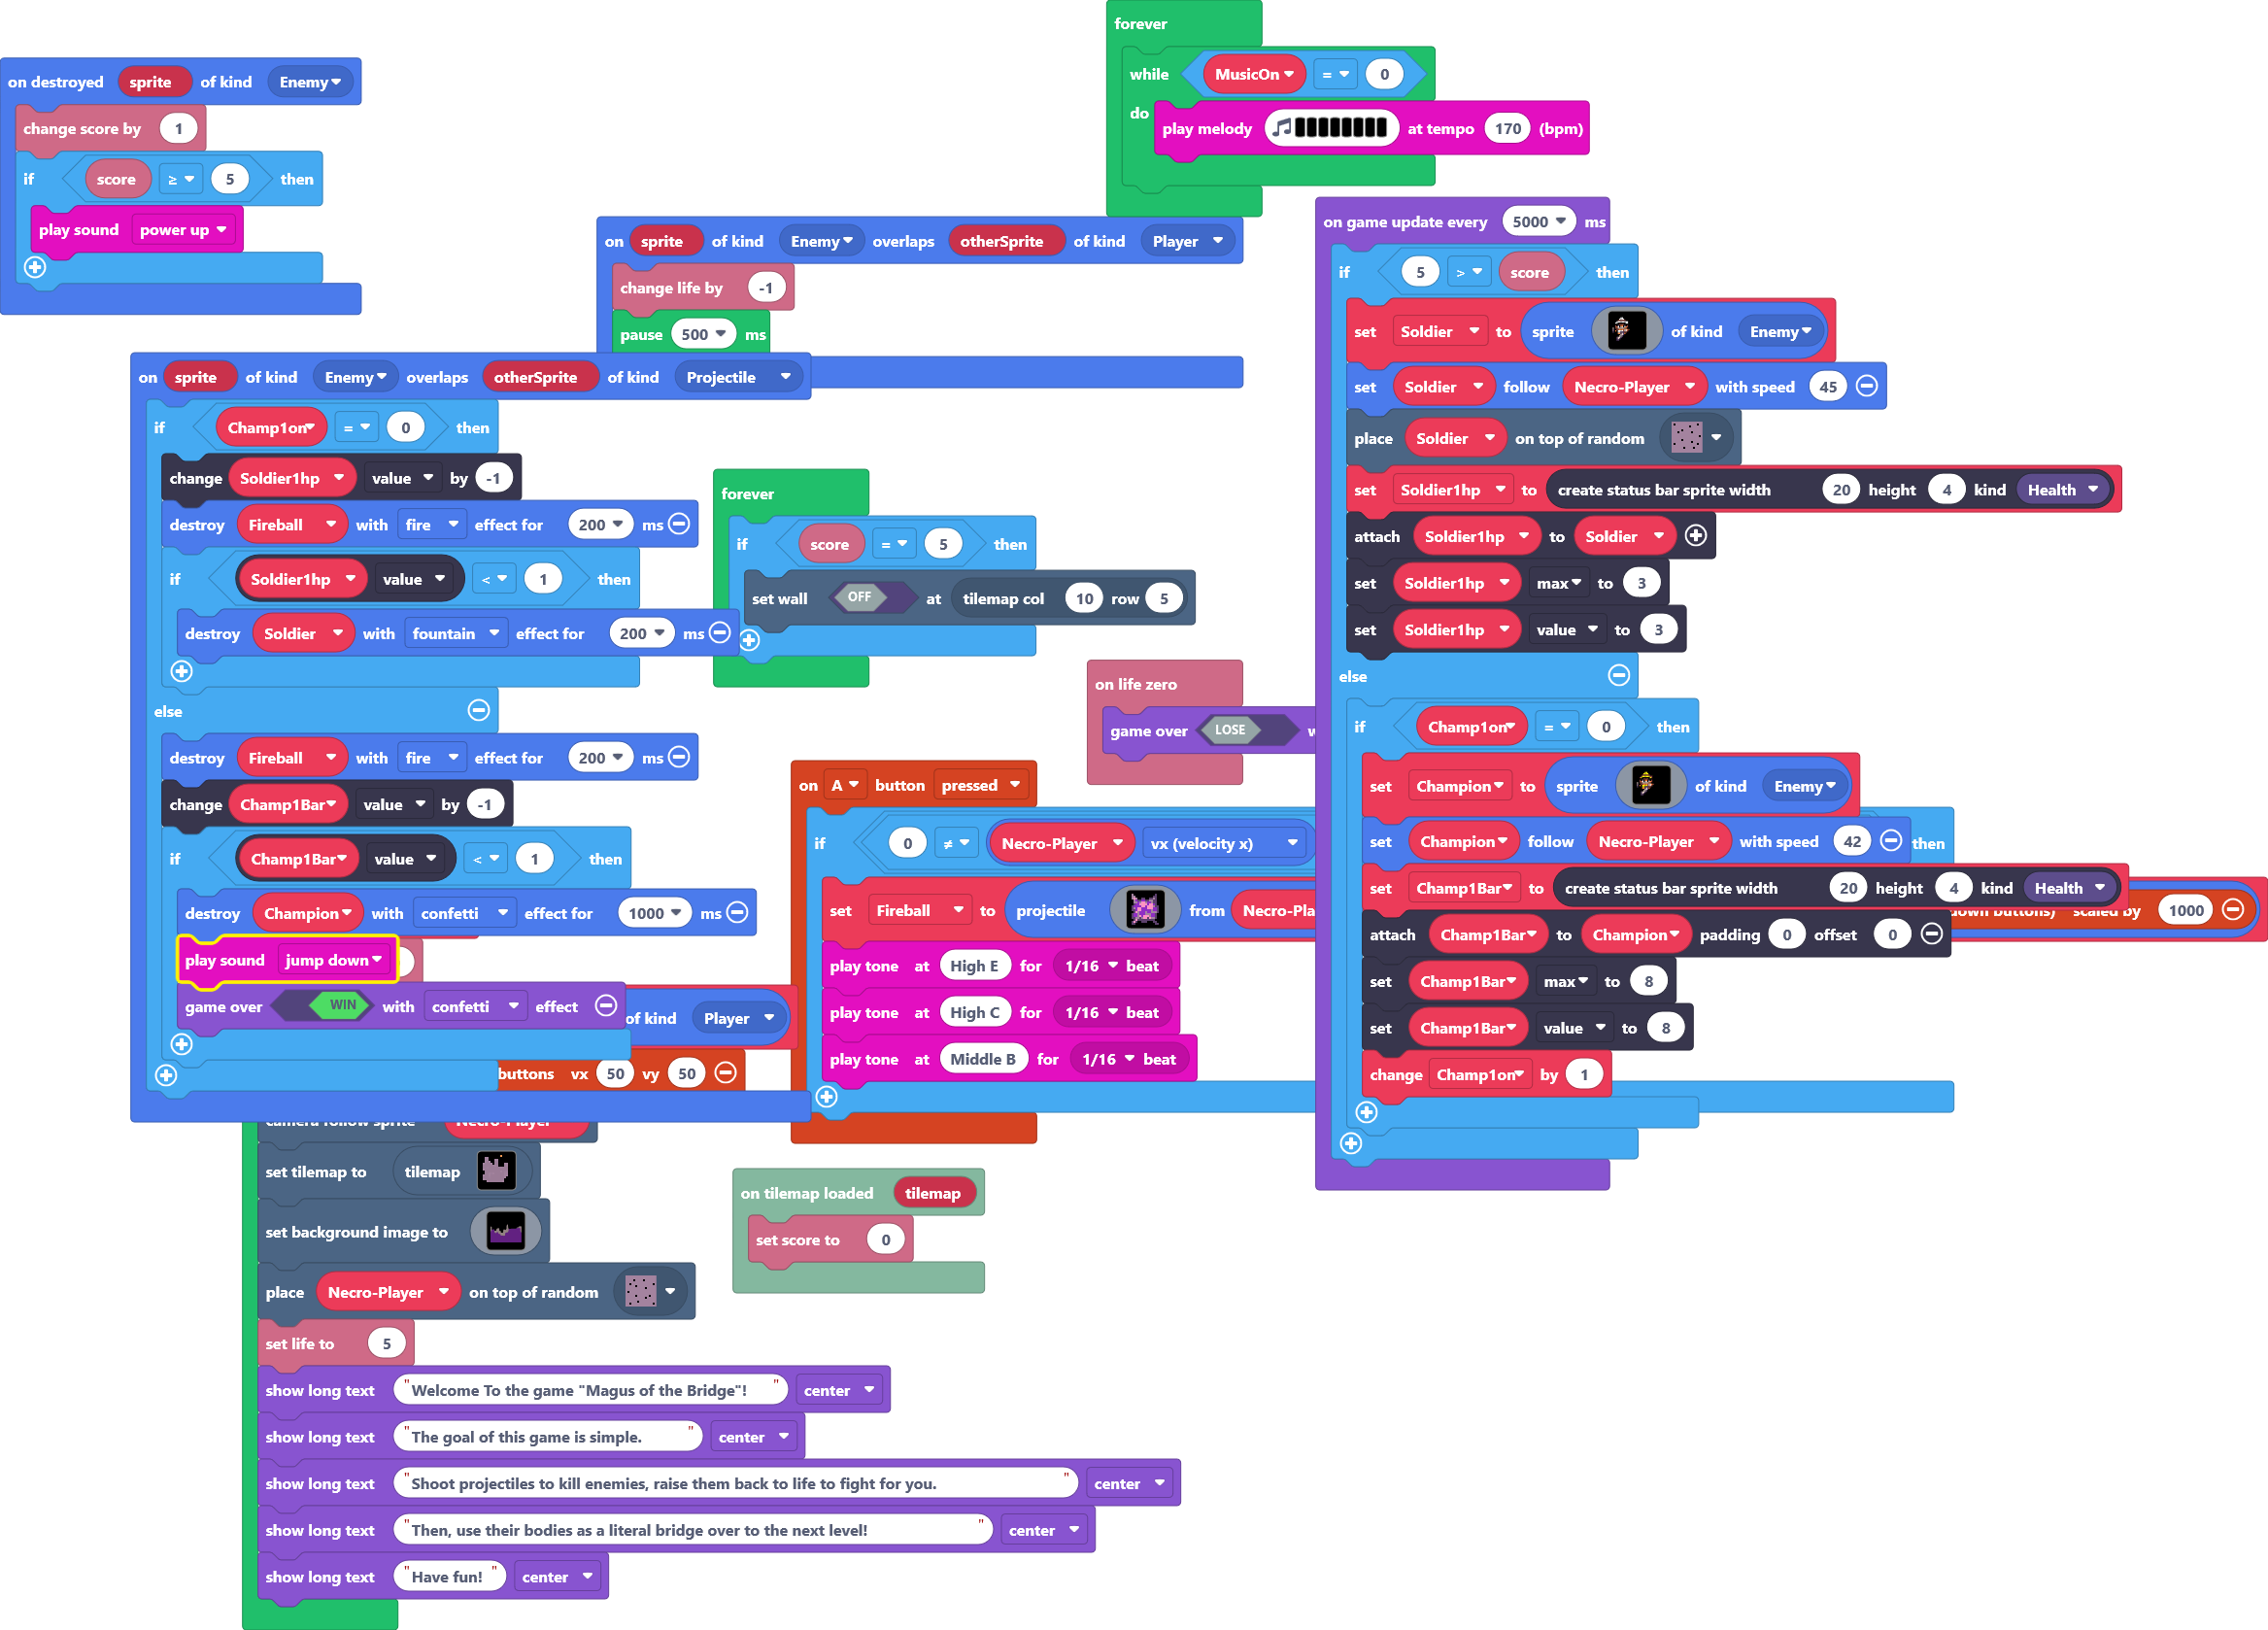 forever
while MusicOn = 0
do play melody at tempo 170 (bpm)
on destroyed sprite of kind Enemy
change score by 1
if score ≥ 5 then
play sound power up
on sprite of kind Enemy overlaps otherSprite of kind Player
change life by -1
pause 500 ms
on sprite of kind Enemy overlaps otherSprite of kind Projectile
if Champ1on = 0 then
change Soldier1hp value by -1
destroy Fireball with fire effect for 200 ms
if Soldier1hp value < 1 then
destroy Soldier with fountain effect for 200 ms
else
destroy Fireball with fire effect for 200 ms
change Champ1Bar value by -1
if Champ1Bar value < 1 then
destroy Champion with confetti effect for 1000 ms
play sound jump down
game over WIN with confetti effect
of kind Player
buttons vx 50 vy 50
camera follow sprite Necro-Player
set tilemap to tilemap
set background image to
place Necro-Player on top of random
set life to 5
show long text "Welcome To the game "Magus of the Bridge"! " center
show long text "The goal of this game is simple. " center
show long text "Shoot projectiles to kill enemies, raise them back to life to fight for you. " center
show long text "Then, use their bodies as a literal bridge over to the next level! " center
show long text "Have fun! " center
forever
if score = 5 then
set wall OFF at tilemap col 10 row 5
on life zero
game over LOSE
on A button pressed
if 0 ≠ Necro-Player vx (velocity x) then
set Fireball to projectile from Necro-Pla
down buttons) scaled by 1000
play tone at High E for 1/16 beat
play tone at High C for 1/16 beat
play tone at Middle B for 1/16 beat
on tilemap loaded tilemap
set score to 0
on game update every 5000 ms
if 5 > score then
set Soldier to sprite of kind Enemy
set Soldier follow Necro-Player with speed 45
place Soldier on top of random
set Soldier1hp to create status bar sprite width 20 height 4 kind Health
attach Soldier1hp to Soldier
set Soldier1hp max to 3
set Soldier1hp value to 3
else
if Champ1on = 0 then
set Champion to sprite of kind Enemy
set Champion follow Necro-Player with speed 42
set Champ1Bar to create status bar sprite width 20 height 4 kind Health
attach Champ1Bar to Champion padding 0 offset 0
set Champ1Bar max to 8
set Champ1Bar value to 8
change Champ1on by 1